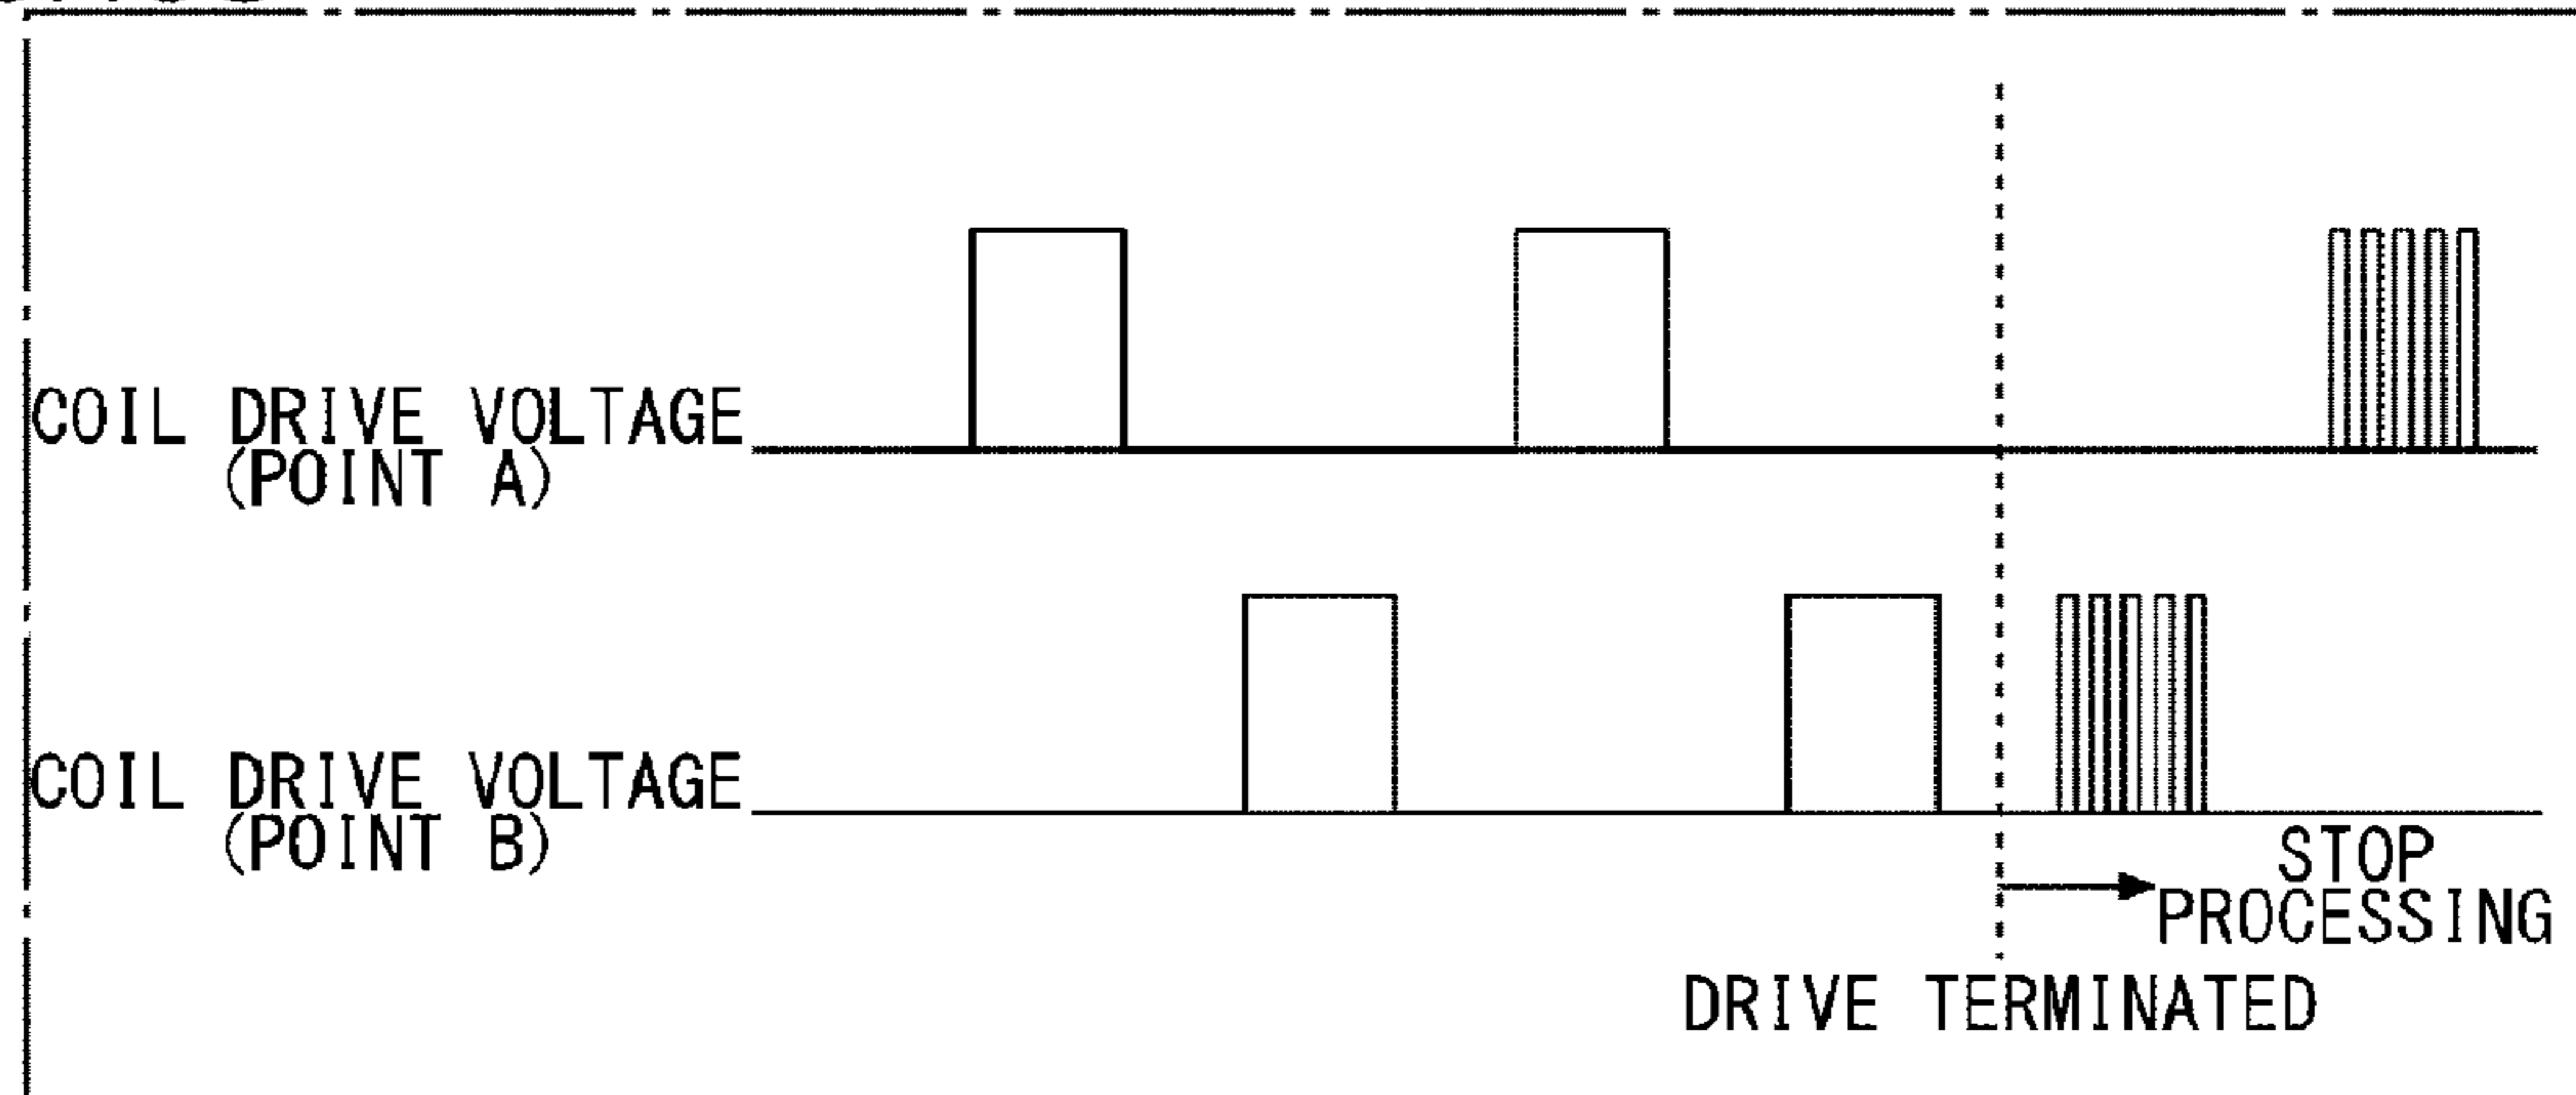 COIL DRIVE VOLTAGE
(POINT A)
COIL DRIVE VOLTAGE
(POINT B)
STOP
PROCESSING
DRIVE TERMINATED